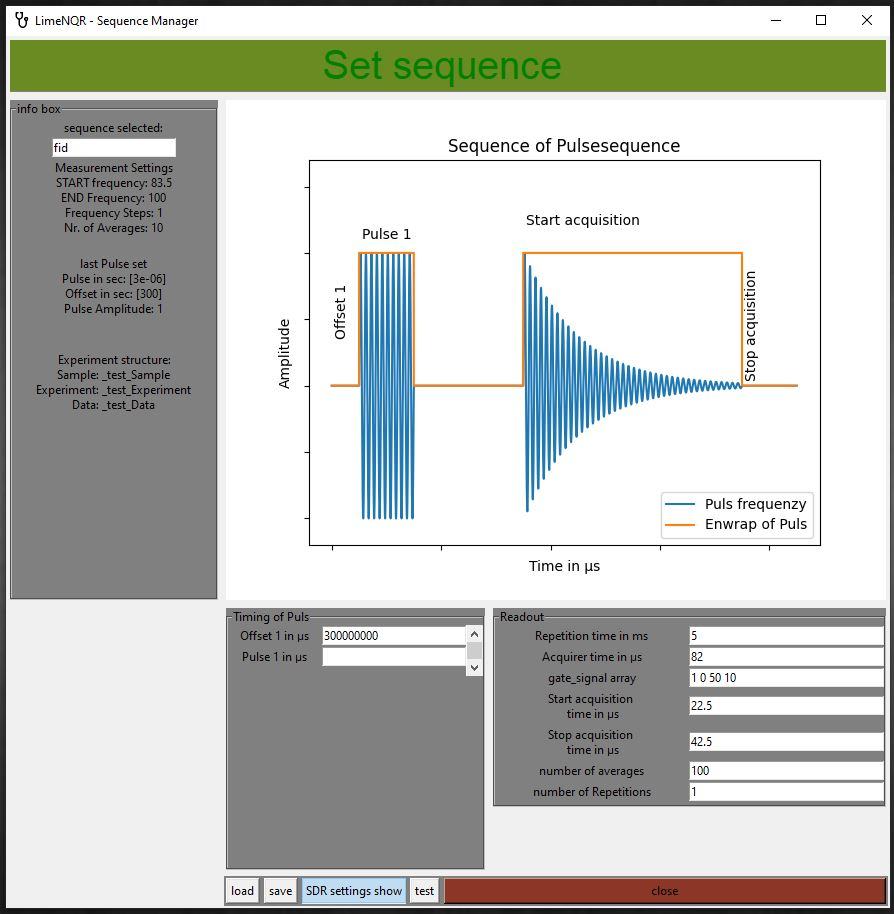 LimeNQR - Sequence Manager
Set sequence
info box
sequence selected:
fid
Measurement Settings
START frequency: 83.5
END Frequency: 100
Frequency Steps: 1
Nr. of Averages: 10
last Pulse set
Pulse in sec: [3e-06]
Offset in sec: [300]
Pulse Amplitude: 1
Experiment structure:
Sample: _test_Sample
Experiment: _test_Experiment
Data: _test_Data
Sequence of Pulsesequence
Start acquisition
Pulse 1
Offset 1
Stop acquisition
Amplitude
Puls frequenzy
Enwrap of Puls
Time in µs
Timing of Puls
Offset 1 in µs 300000000
Pulse 1 in µs
Readout
Repetition time in ms 5
Acquirer time in µs 82
gate_signal array 1 0 50 10
Start acquisition
time in µs 22.5
Stop acquisition
time in µs 42.5
number of averages 100
number of Repetitions 1
load save SDR settings show test close